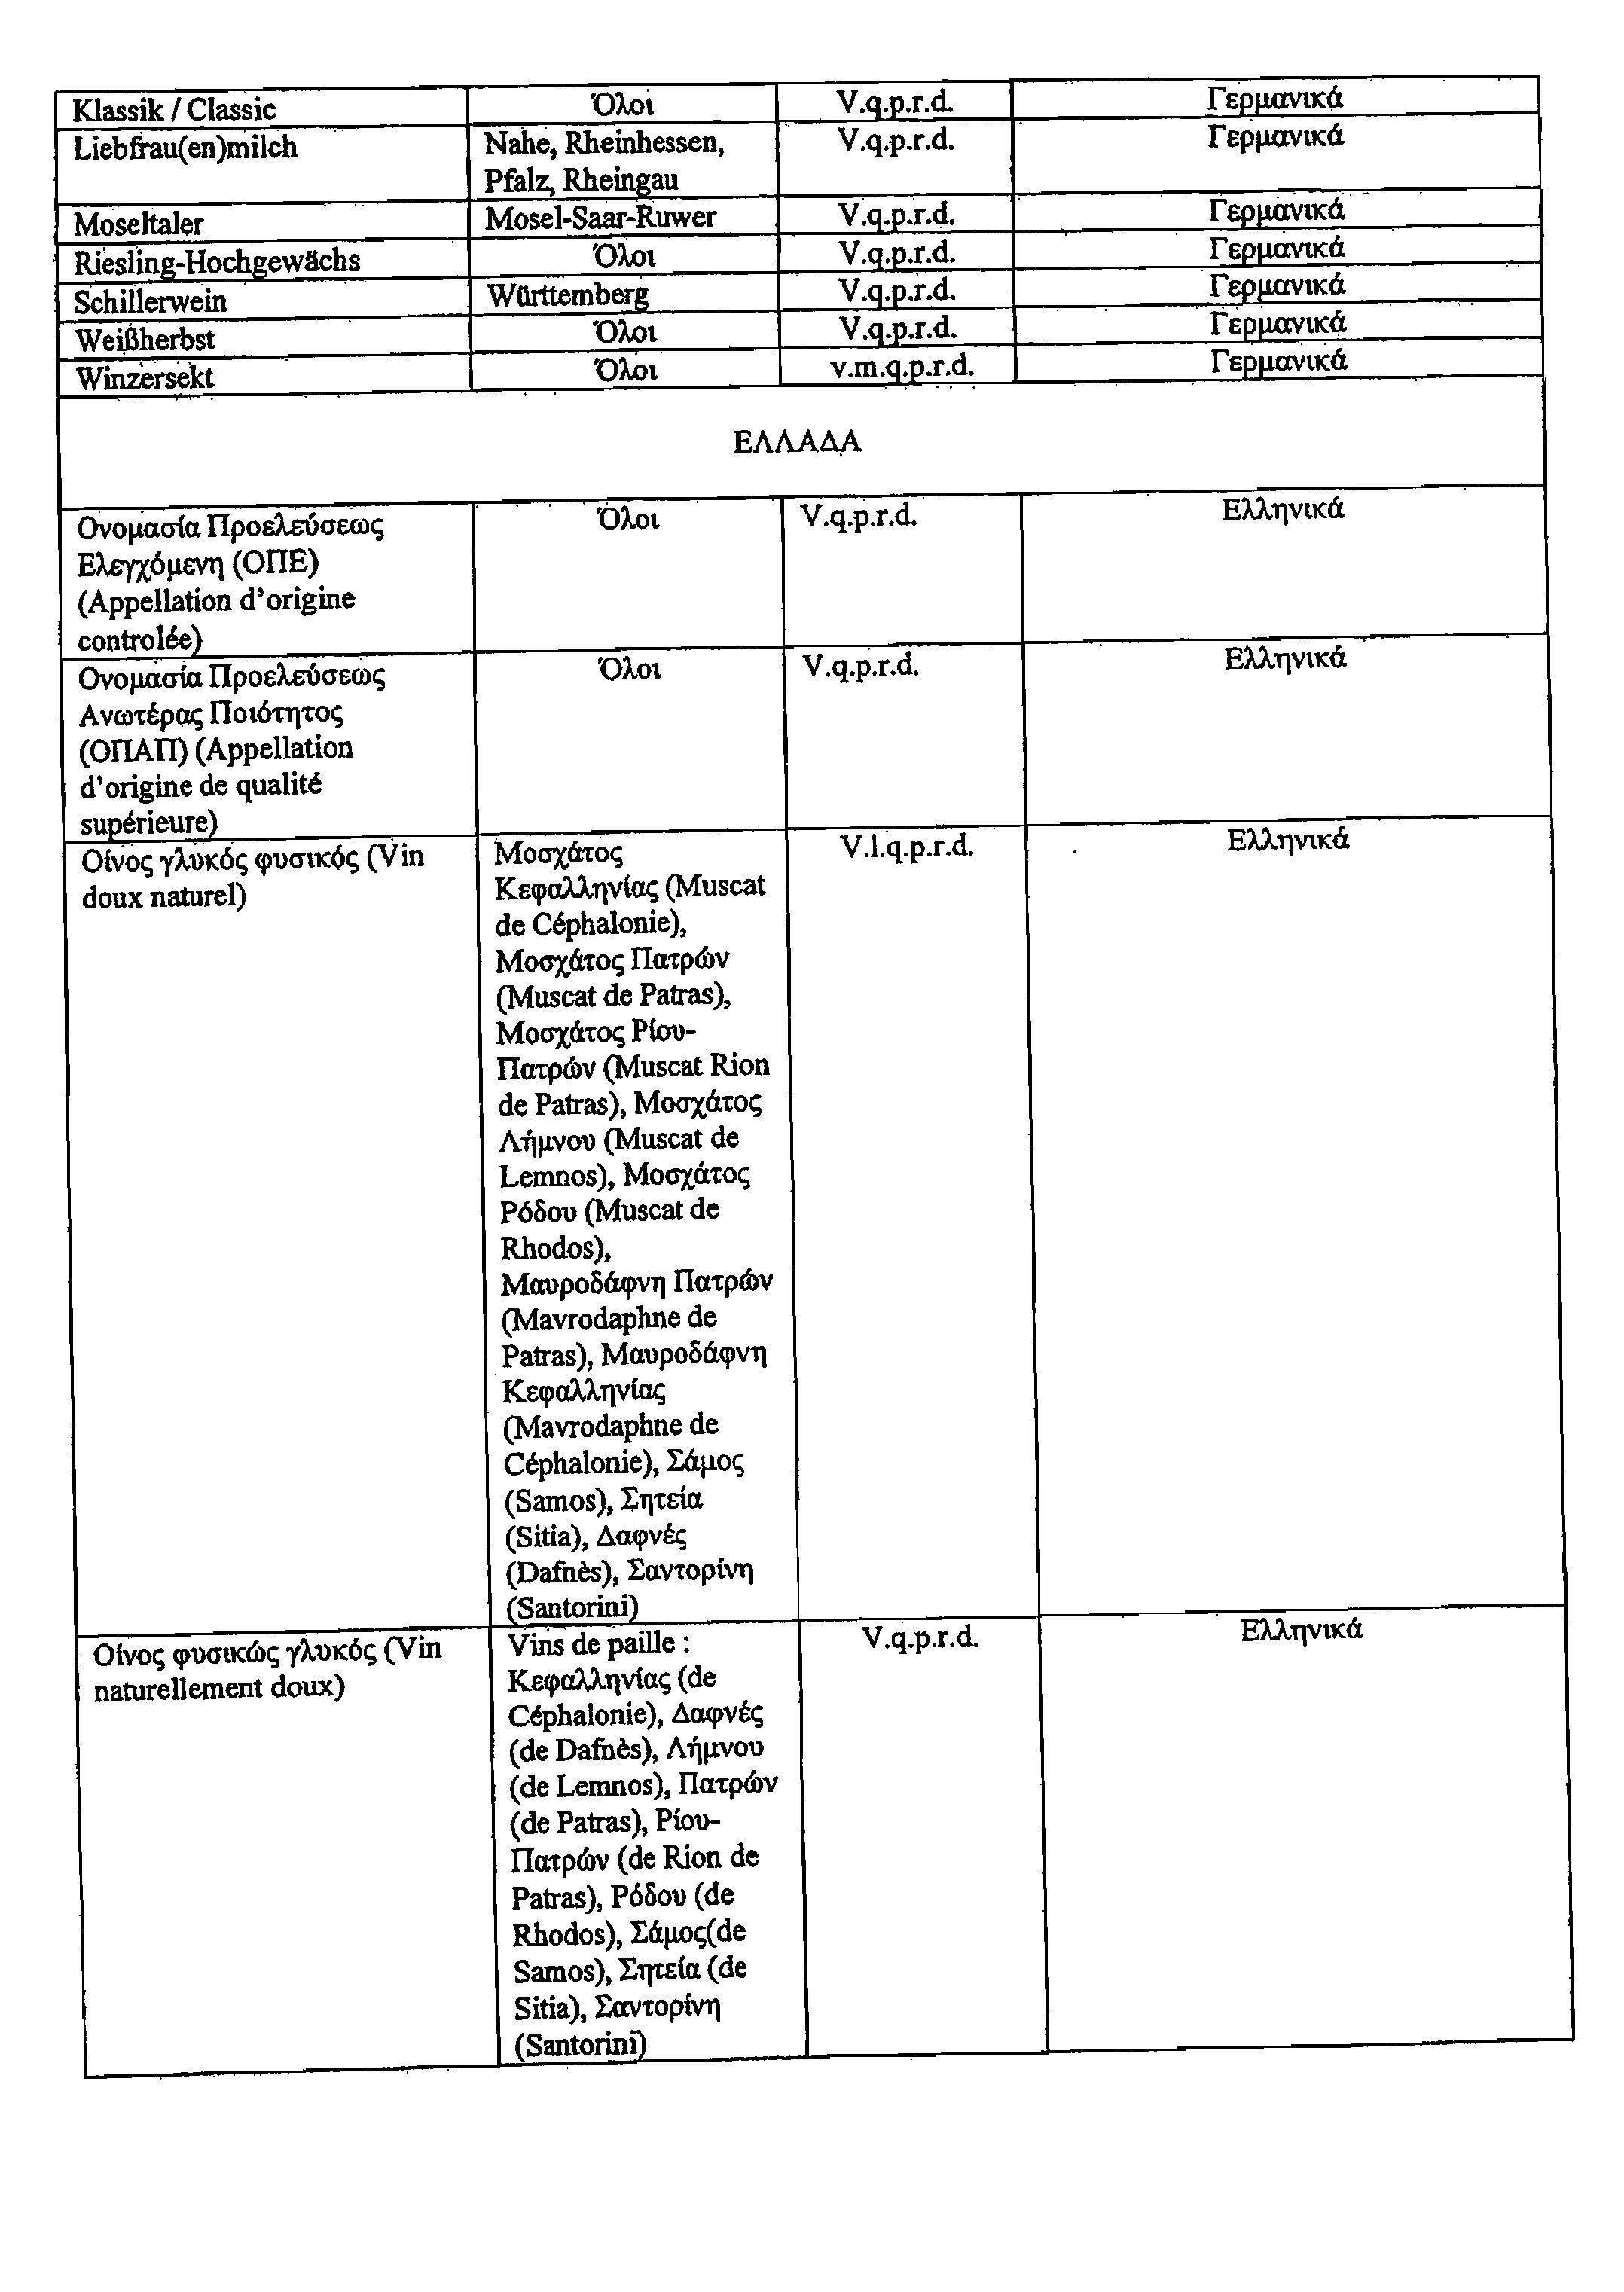 Klassik / Classic
Όλοι
V.q.p.r.d.
Γερμανικά
Liebfrau(en)milch
Nahe, Rheinhessen,
Pfalz, Rheingau
V.q.p.r.d.
Γερμανικά
Moseltaler
Mosel-Saar-Ruwer
V.q.p.r.d.
Γερμανικά
Riesling-Hochgewächs
Όλοι
V.q.p.r.d.
Γερμανικά
Schillerwein
Württemberg
V.q.p.r.d.
Γερμανικά
Weißherbst
Όλοι
V.q.p.r.d.
Γερμανικά
Winzersekt
Όλοι
v.m.q.p.r.d.
Γερμανικά
ΕΛΛΑΔΑ
Ονομασία Προελεύσεως
Ελεγχόμενη (ΟΠΕ)
(Appellation d’origine
controlée)
Όλοι
V.q.p.r.d.
Ελληνικά
Ονομασία Προελεύσεως
Ανωτέρας Ποιότητος
(ΟΠΑΠ) (Appellation
d’origine de qualité
supérieure)
Όλοι
V.q.p.r.d.
Ελληνικά
Οίνος γλυκός φυσικός (Vin
doux naturel)
Μοσχάτος
Κεφαλληνίας (Muscat
de Céphalonie),
Μοσχάτος Πατρών
(Muscat de Patras),
Μοσχάτος Ρίου-
Πατρών (Muscat Rion
de Patras), Μοσχάτος
Λήμνου (Muscat de
Lemnos), Μοσχάτος
Ρόδου (Muscat de
Rhodos),
Μαυροδάφνη Πατρών
(Mavrodaphne de
Patras), Μαυροδάφνη
Κεφαλληνίας
(Mavrodaphne de
Céphalonie), Σάμος
(Samos), Σητεία
(Sitia), Δαφνές
(Dafnès), Σαντορίνη
(Santorini)
V.l.q.p.r.d.
Ελληνικά
Οίνος φυσικώς γλυκός (Vin
naturellement doux)
Vins de paille :
Κεφαλληνίας (de
Céphalonie), Δαφνές
(de Dafnès), Λήμνου
(de Lemnos), Πατρών
(de Patras), Ρίου-
Πατρών (de Rion de
Patras), Ρόδου (de
Rhodos), Σάμος(de
Samos), Σητεία (de
Sitia), Σαντορίνη
(Santorini)
V.q.p.r.d.
Ελληνικά